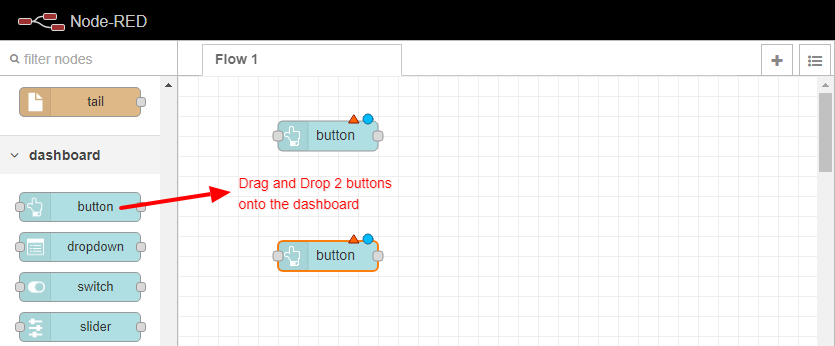 Node-RED
filter nodes
Flow 1
tail
dashboard
button
dropdown
switch
slider
button
Drag and Drop 2 buttons
onto the dashboard
button